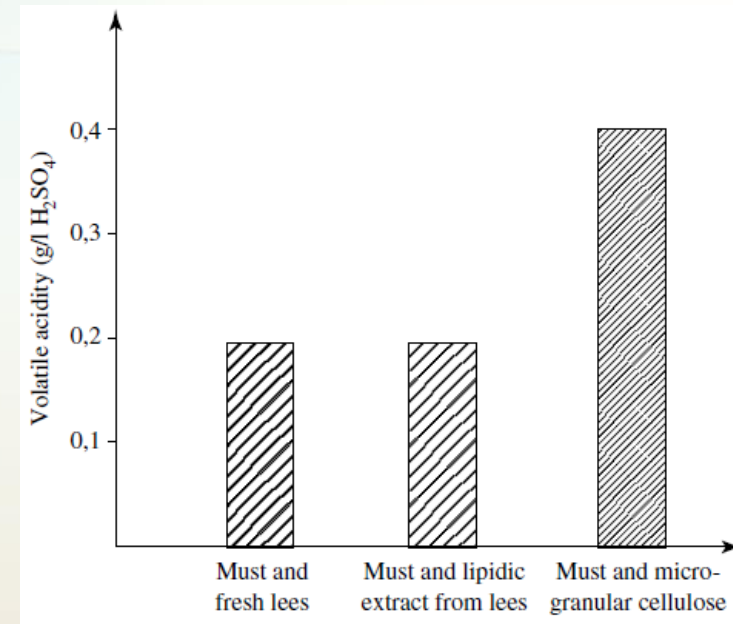 Volatile acidity (g/l H₂SO₄)
0,4
0,3
0,2
0,1
Must and
fresh lees
Must and lipidic
extract from lees
Must and micro-
granular cellulose